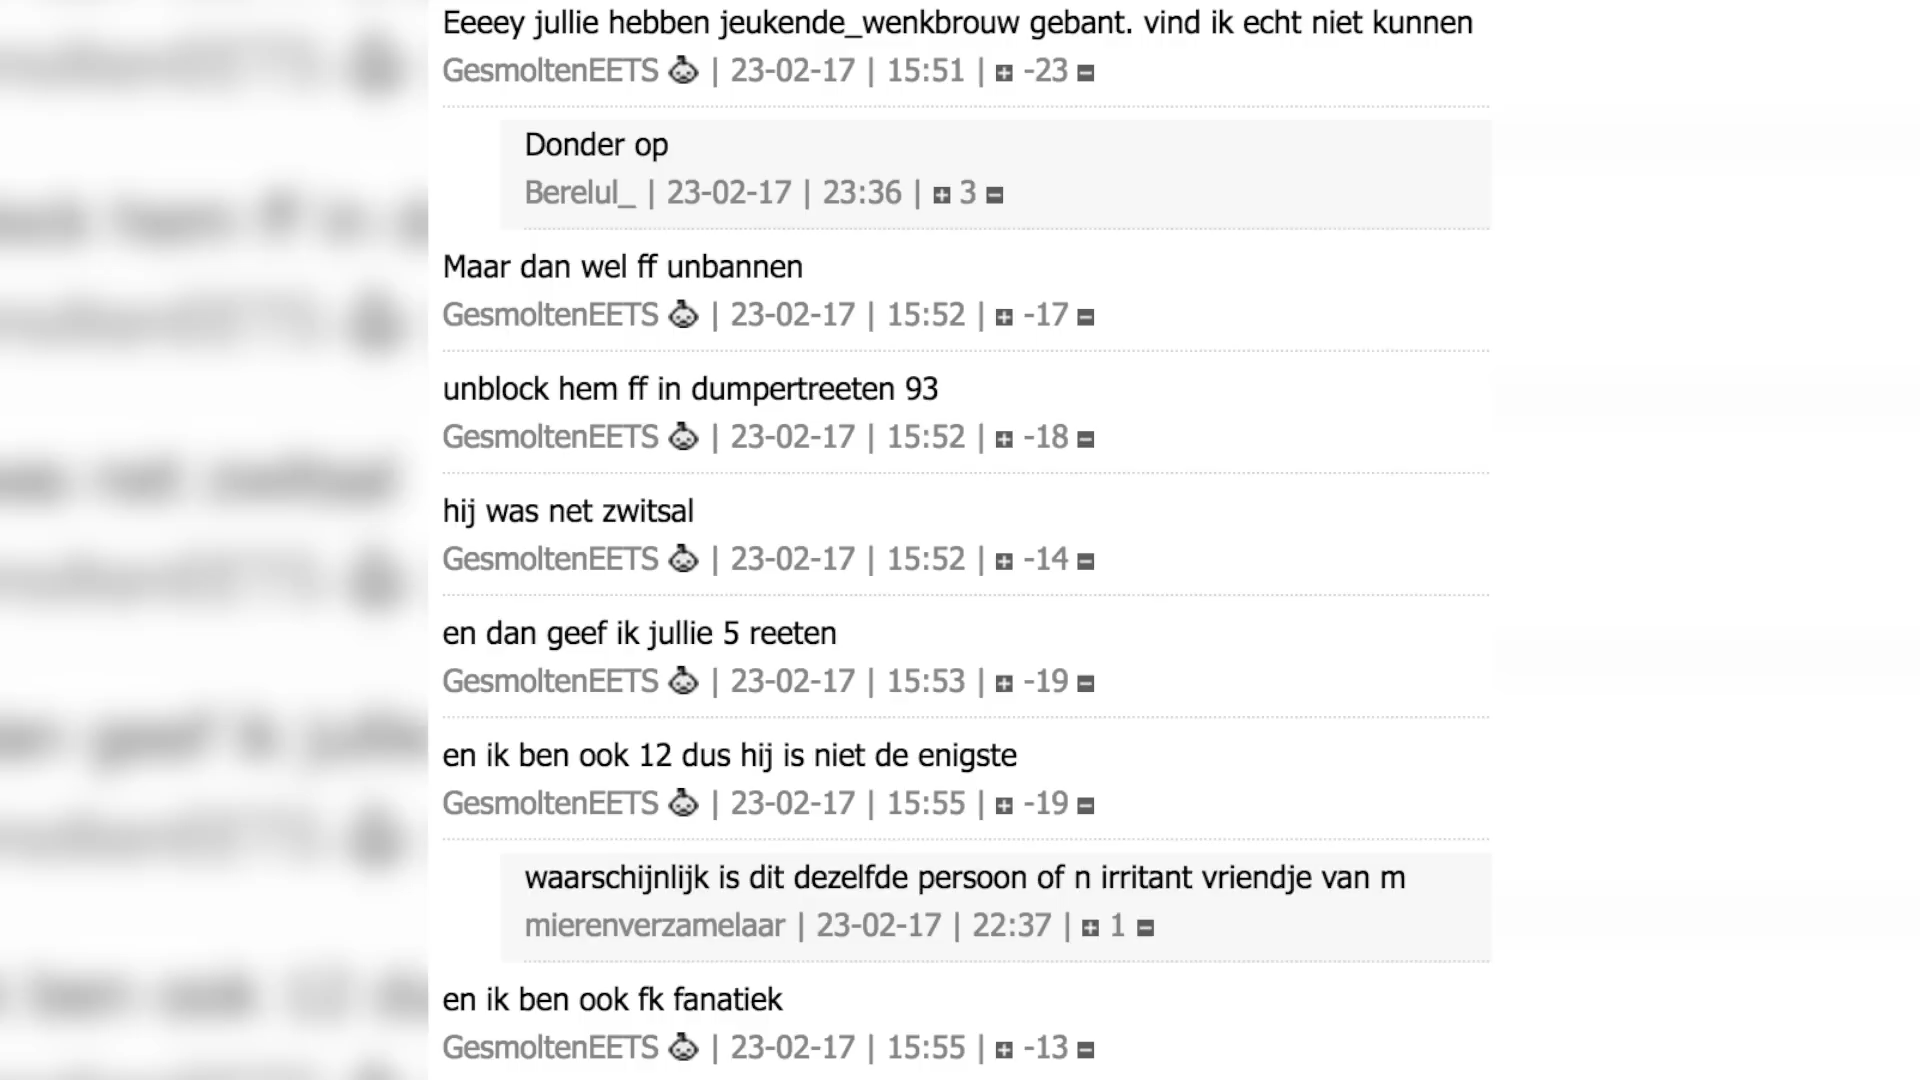 Eeeey jullie hebben jeukende_wenkbrouw gebant. vind ik echt niet kunnen
GesmoltenEETS | 23-02-17 | 15:51 | -23
Donder op
Berelul_ | 23-02-17 | 23:36 | 3
Maar dan wel ff unbannen
GesmoltenEETS | 23-02-17 | 15:52 | -17
unblock hem ff in dumpertreeten 93
GesmoltenEETS | 23-02-17 | 15:52 | -18
hij was net zwitsal
GesmoltenEETS | 23-02-17 | 15:52 | -14
en dan geef ik jullie 5 reeten
GesmoltenEETS | 23-02-17 | 15:53 | -19
en ik ben ook 12 dus hij is niet de enigste
GesmoltenEETS | 23-02-17 | 15:55 | -19
waarschijnlijk is dit dezelfde persoon of n irritant vriendje van m
mierenverzamelaar | 23-02-17 | 22:37 | 1
en ik ben ook fk fanatiek
GesmoltenEETS | 23-02-17 | 15:55 | -13